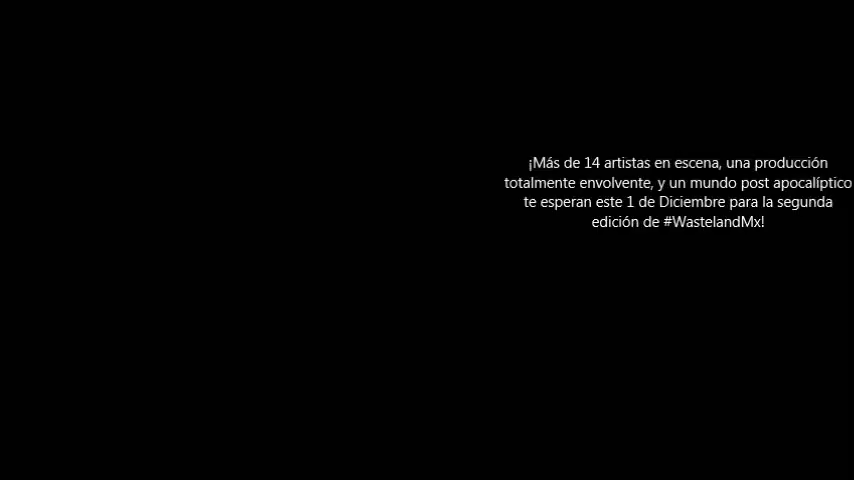 ¡Más de 14 artistas en escena, una producción
totalmente envolvente, y un mundo post apocalíptico
te esperan este 1 de Diciembre para la segunda
edición de #WastelandMx!